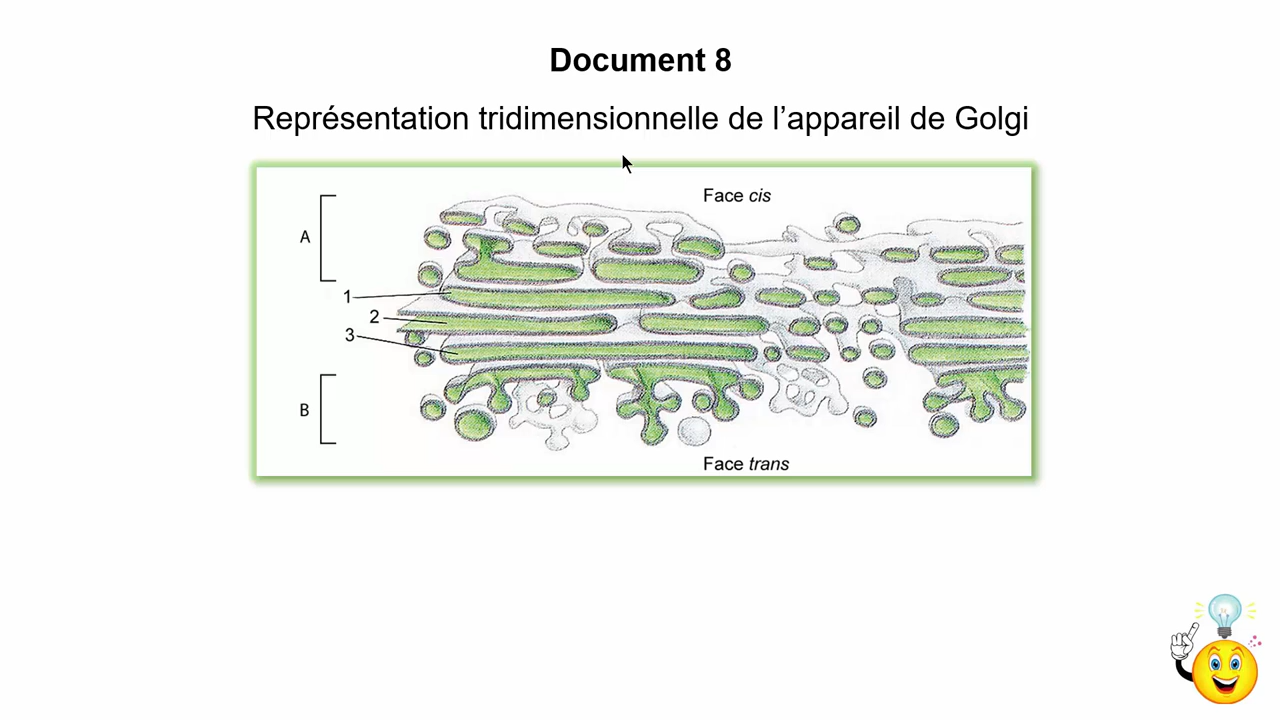 Document 8
Représentation tridimensionnelle de l’appareil de Golgi
Face cis
A
1
2
3
B
Face trans